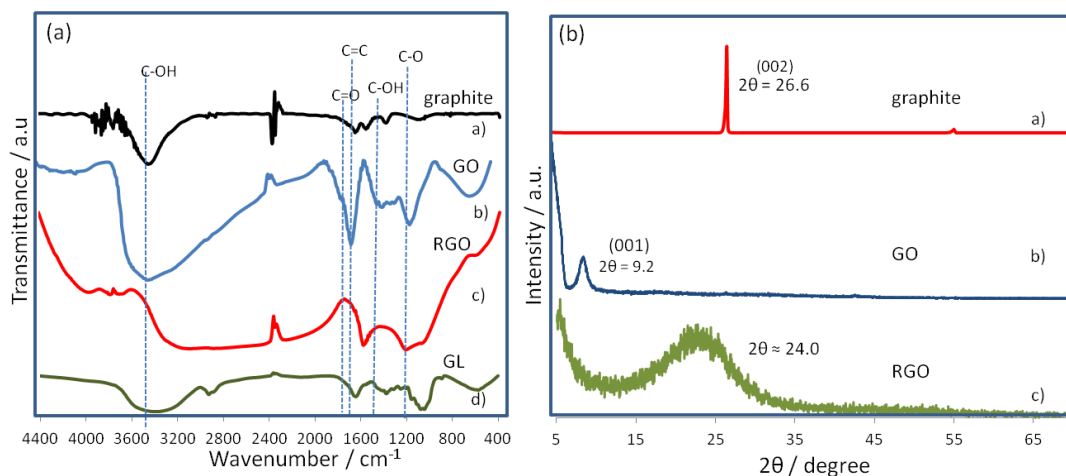 (a)
C-OH
C=O
C=C
C-OH
C-O
graphite
a)
GO
b)
RGO
c)
GL
d)
Transmittance / a.u
4400 4000 3600 3200 2800 2400 2000 1600 1200 800 400
Wavenumber / cm⁻¹
(b)
(002)
2θ = 26.6
graphite
a)
(001)
2θ = 9.2
GO
b)
2θ ≈ 24.0
RGO
c)
Intensity / a.u.
5 15 25 35 45 55 65
2θ / degree